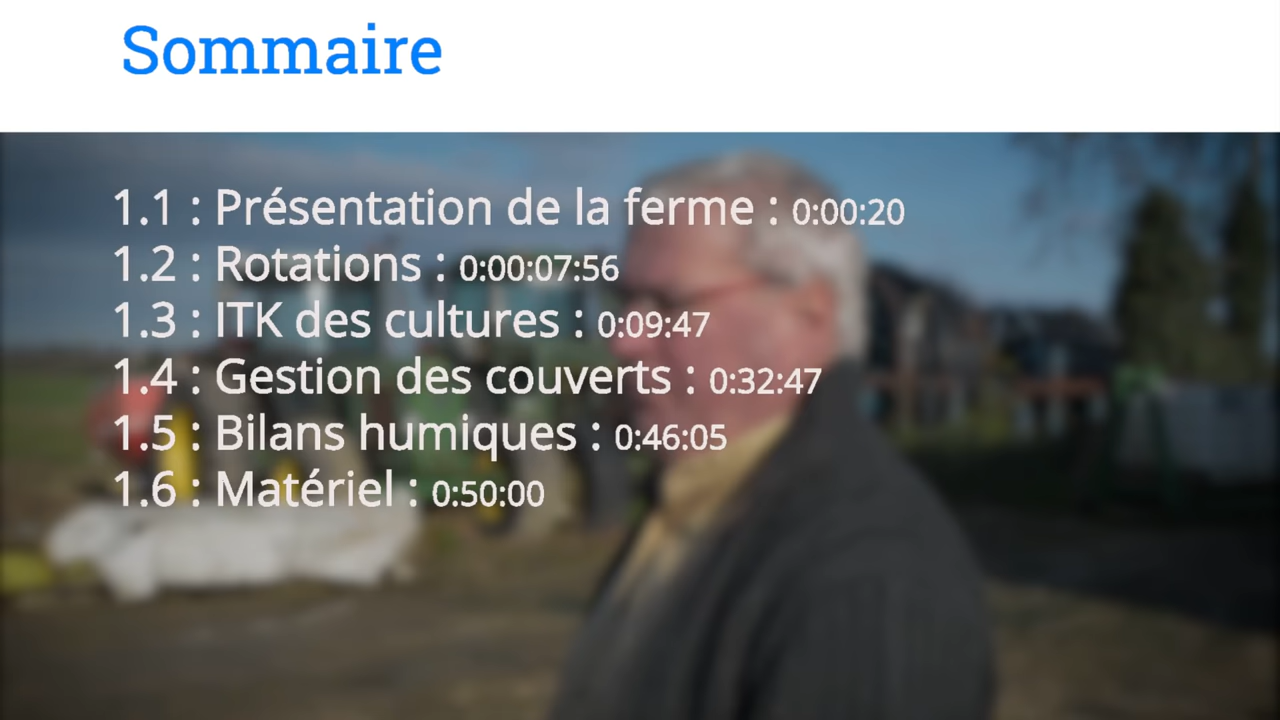 Sommaire
1.1 : Présentation de la ferme : 0:00:20
1.2 : Rotations : 0:00:07:56
1.3 : ITK des cultures : 0:09:47
1.4 : Gestion des couverts : 0:32:47
1.5 : Bilans humiques : 0:46:05
1.6 : Matériel : 0:50:00